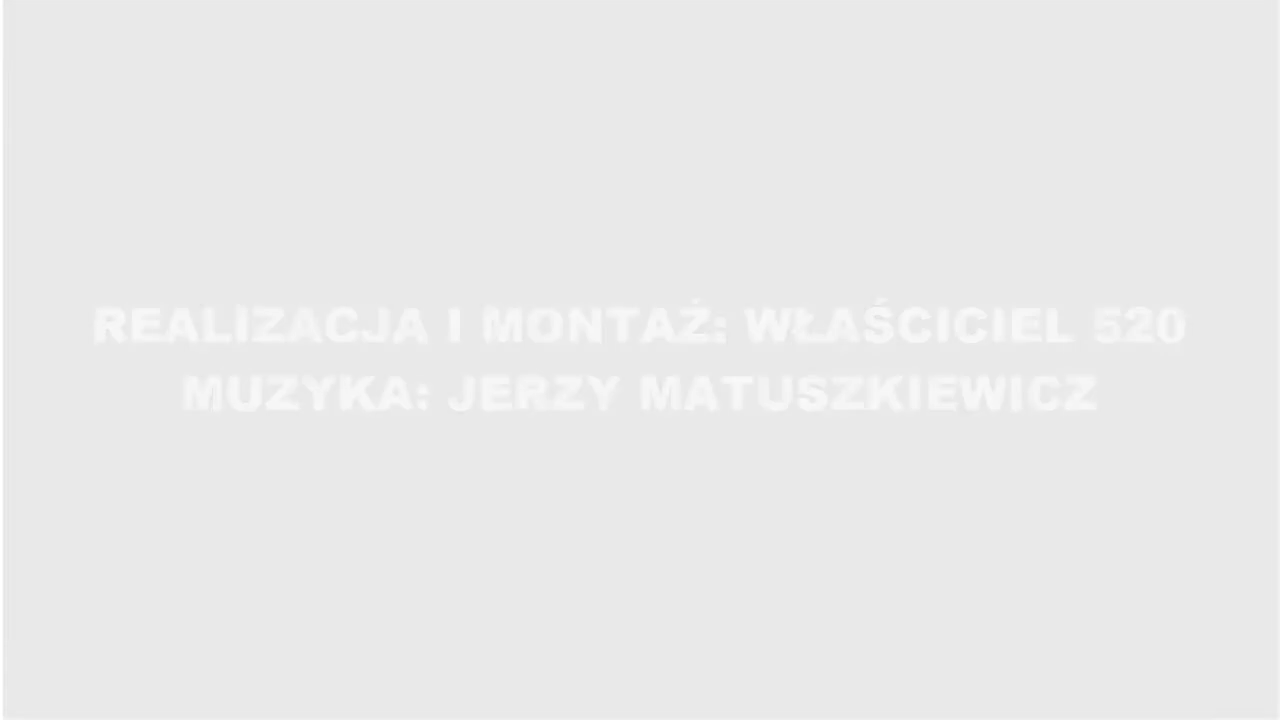 REALIZACJA I MONTAŻ: WŁAŚCICIEL 520
MUZYKA: JERZY MATUSZKIEWICZ